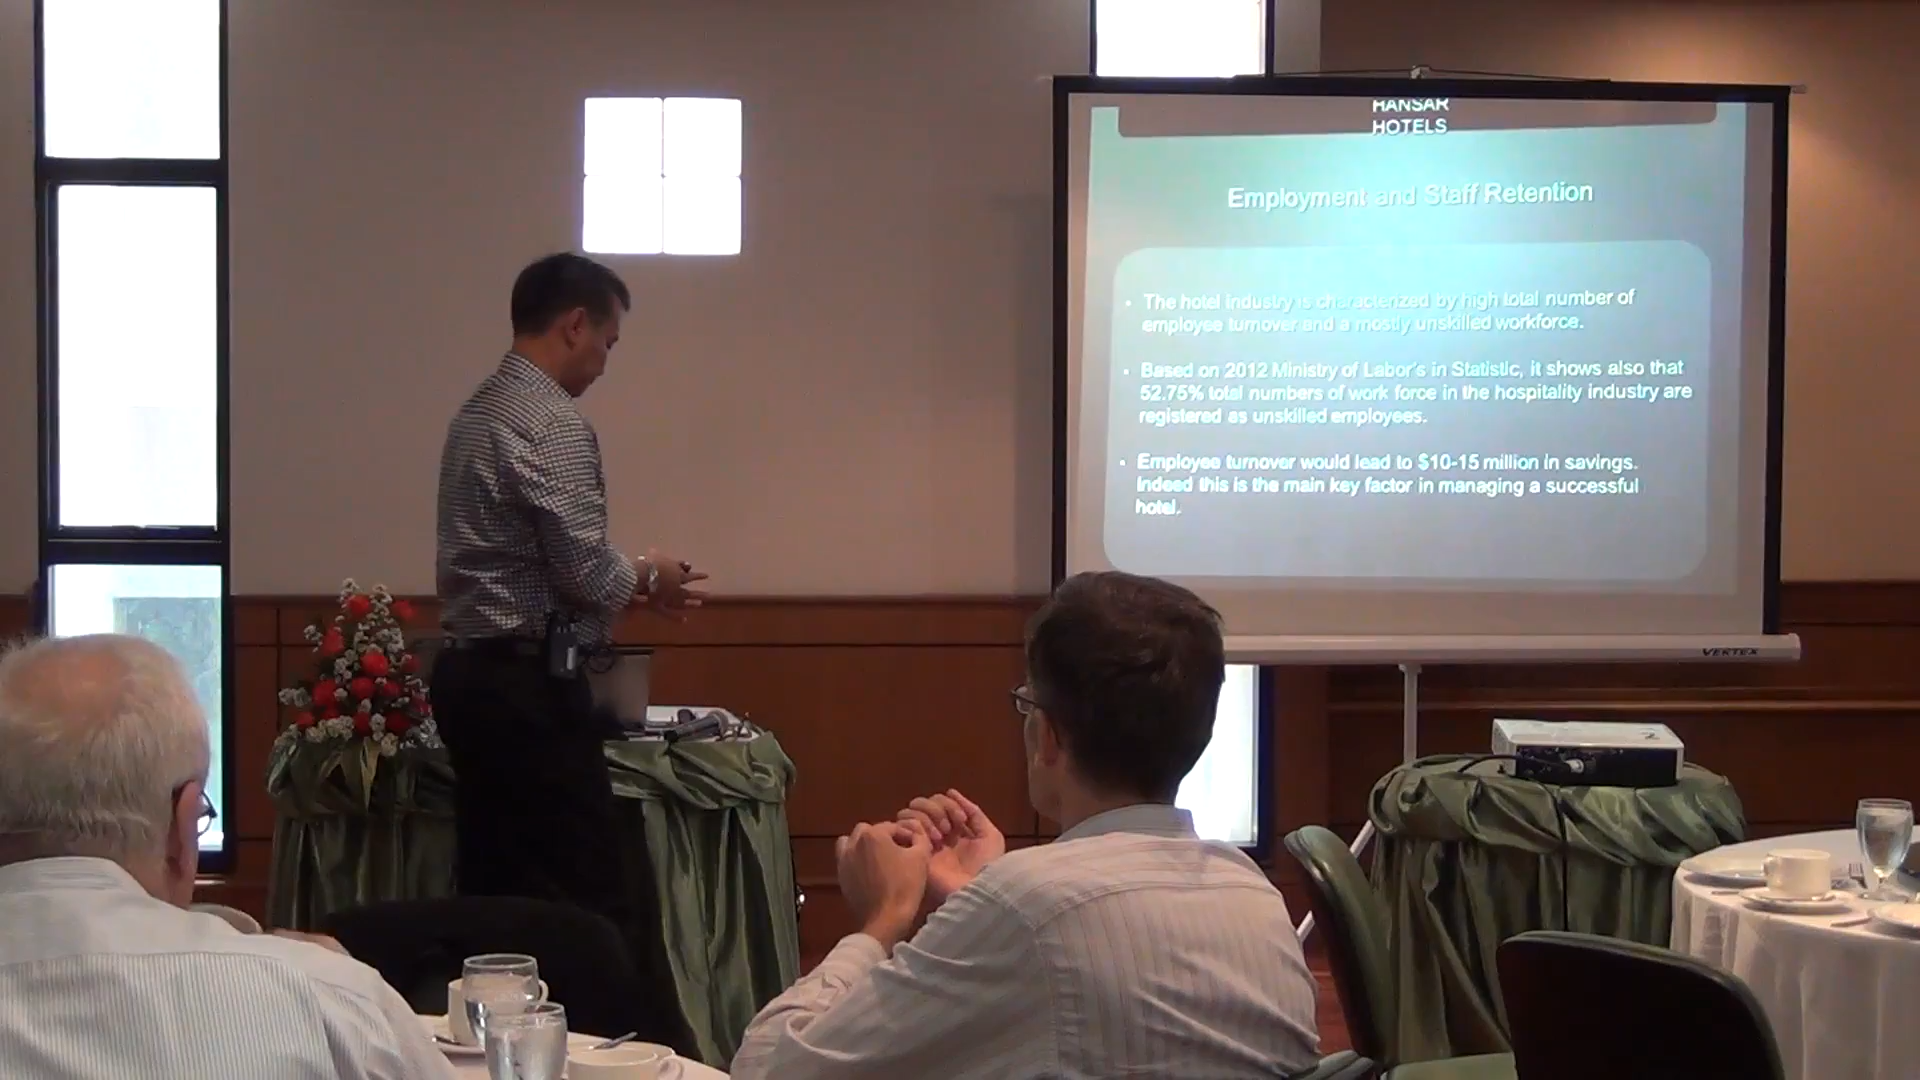 HANSAR
HOTELS
Employment and Staff Retention
• The hotel industry is characterized by high total number of
employee turnover and a mostly unskilled workforce.
• Based on 2012 Ministry of Labor's in Statistic, it shows also that
52.75% total numbers of work force in the hospitality industry are
registered as unskilled employees.
• Employee turnover would lead to $10-15 million in savings.
Indeed this is the main key factor in managing a successful
hotel.
VERTEX